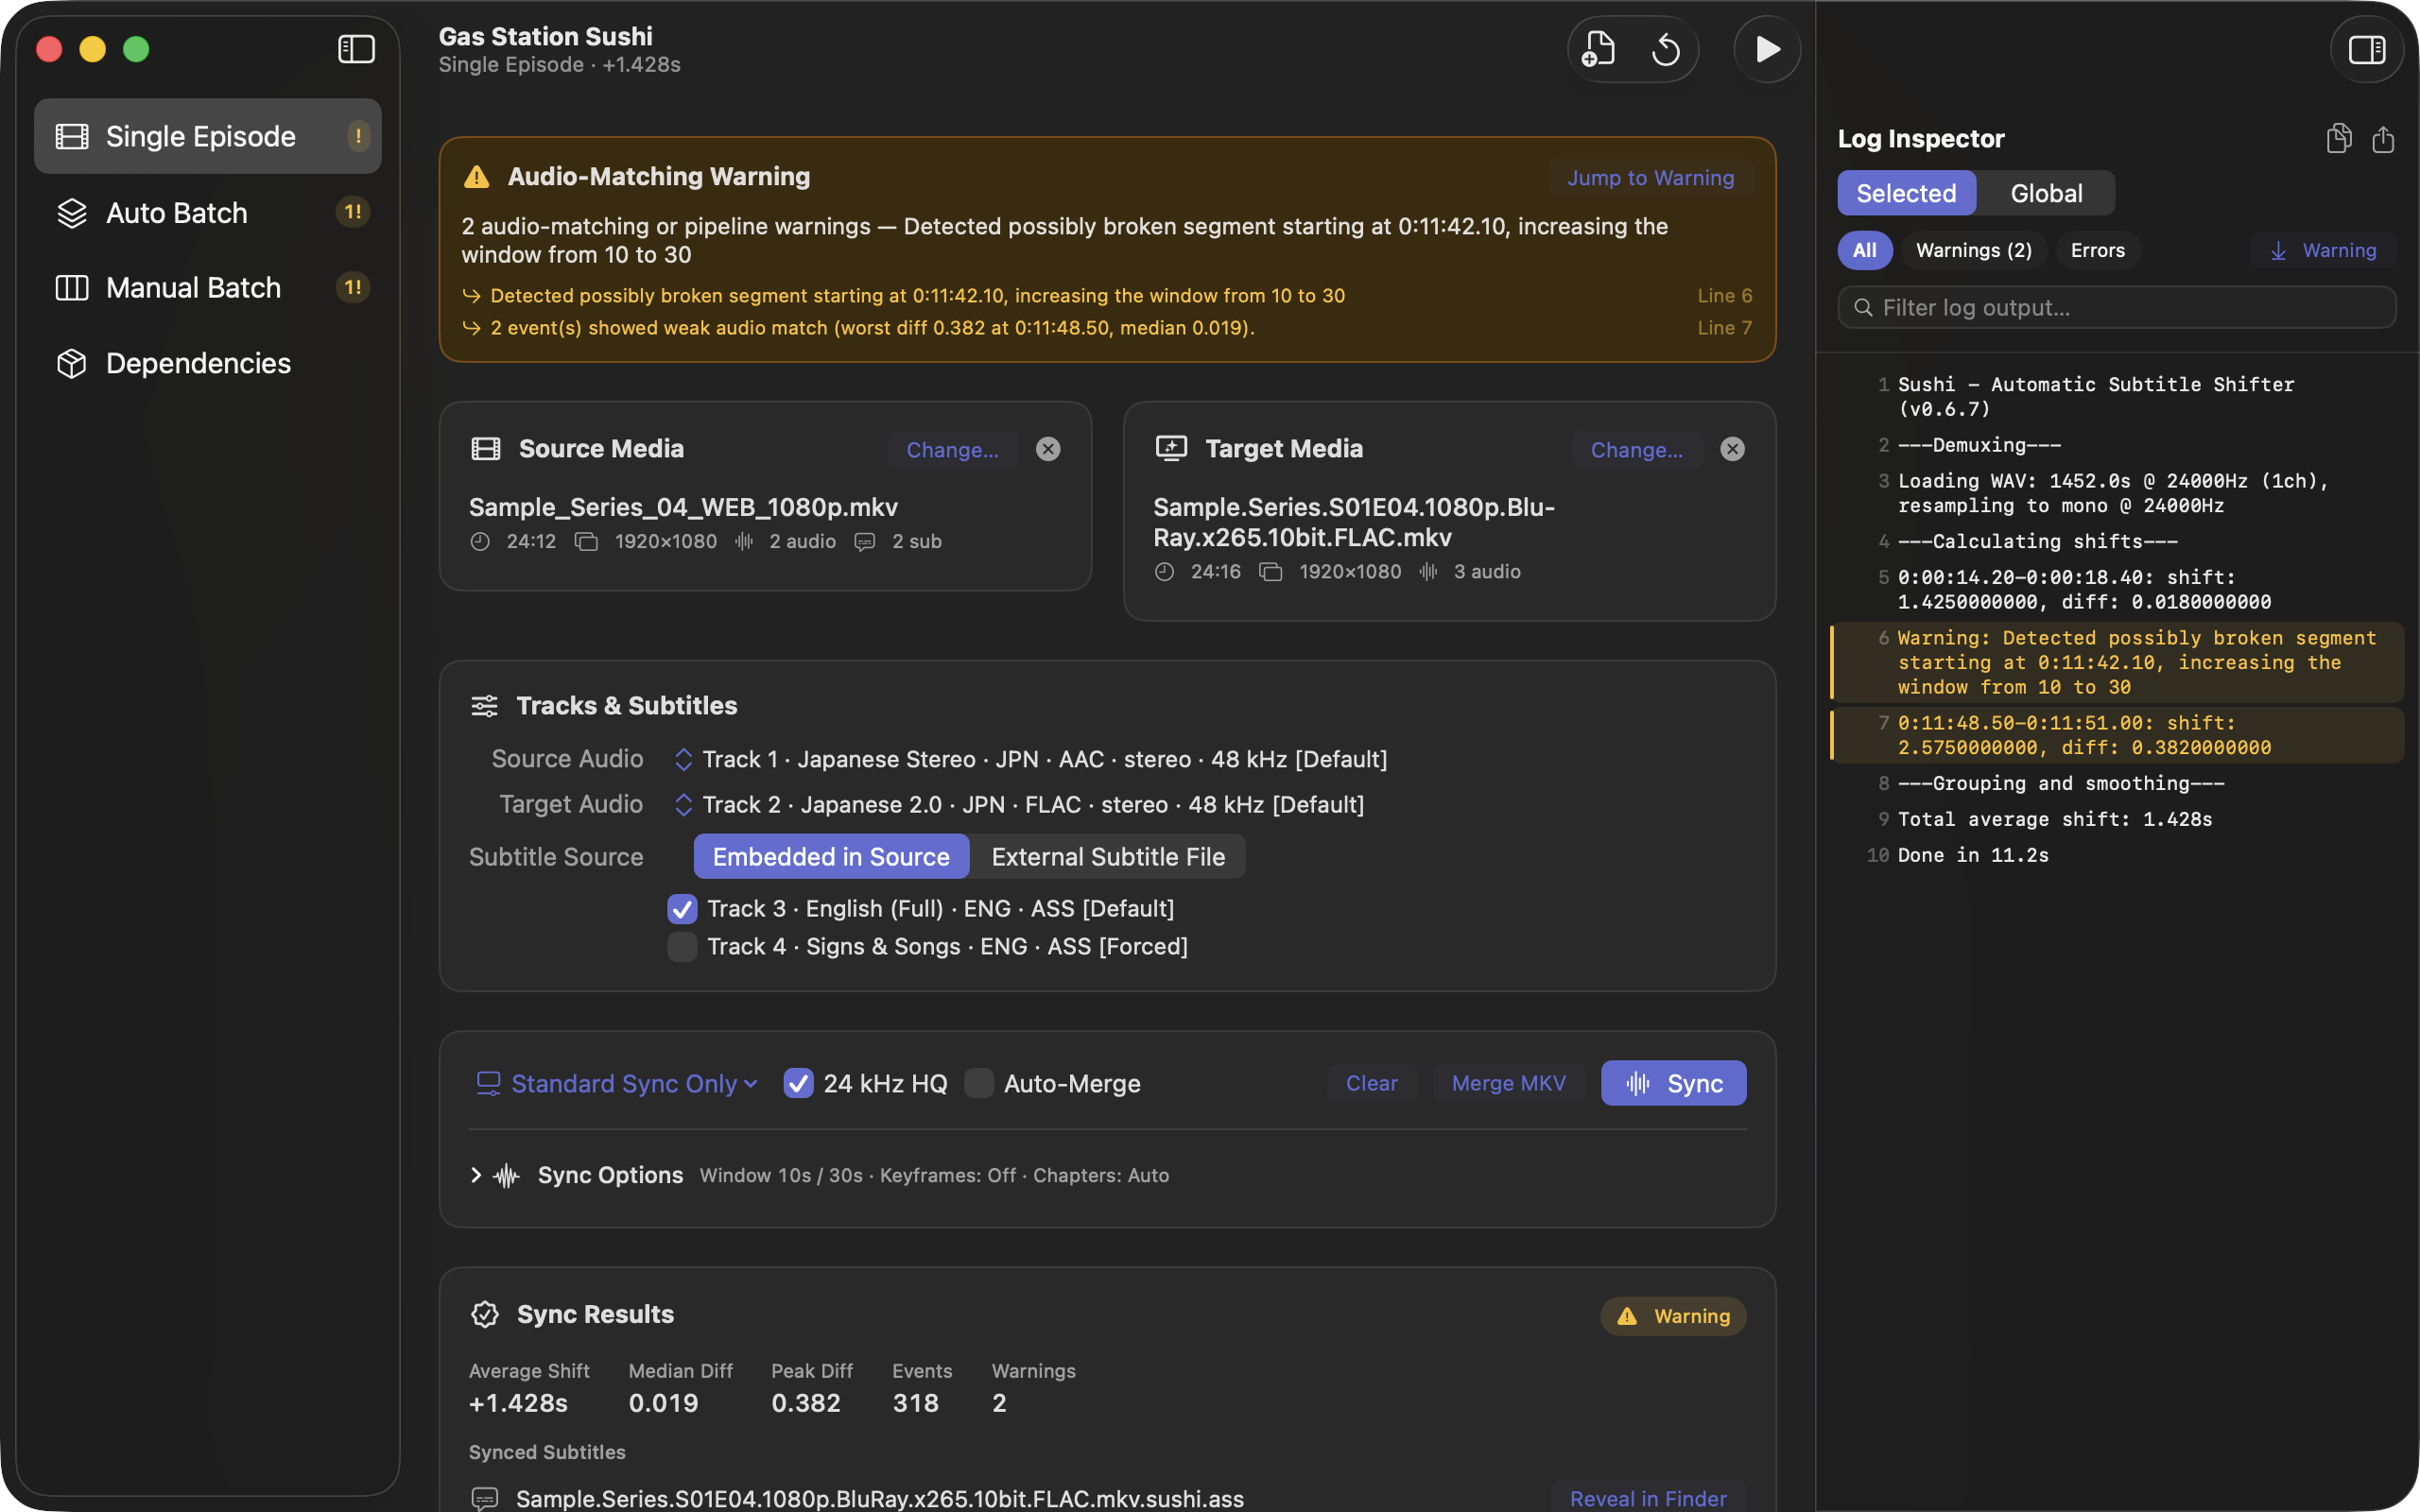 Gas Station Sushi
Single Episode · +1.428s
Single Episode !
Auto Batch 1!
Manual Batch 1!
Dependencies
Audio-Matching Warning
Jump to Warning
2 audio-matching or pipeline warnings — Detected possibly broken segment starting at 0:11:42.10, increasing the
window from 10 to 30
Detected possibly broken segment starting at 0:11:42.10, increasing the window from 10 to 30 Line 6
2 event(s) showed weak audio match (worst diff 0.382 at 0:11:48.50, median 0.019). Line 7
Source Media Change...
Sample_Series_04_WEB_1080p.mkv
24:12 1920×1080 2 audio 2 sub
Target Media Change...
Sample.Series.S01E04.1080p.Blu-
Ray.x265.10bit.FLAC.mkv
24:16 1920×1080 3 audio
Tracks & Subtitles
Source Audio Track 1 · Japanese Stereo · JPN · AAC · stereo · 48 kHz [Default]
Target Audio Track 2 · Japanese 2.0 · JPN · FLAC · stereo · 48 kHz [Default]
Subtitle Source Embedded in Source External Subtitle File
Track 3 · English (Full) · ENG · ASS [Default]
Track 4 · Signs & Songs · ENG · ASS [Forced]
Standard Sync Only 24 kHz HQ Auto-Merge Clear Merge MKV Sync
Sync Options Window 10s / 30s · Keyframes: Off · Chapters: Auto
Sync Results Warning
Average Shift Median Diff Peak Diff Events Warnings
+1.428s 0.019 0.382 318 2
Synced Subtitles
Sample.Series.S01E04.1080p.BluRay.x265.10bit.FLAC.mkv.sushi.ass Reveal in Finder
Log Inspector
Selected Global
All Warnings (2) Errors Warning
Filter log output...
1 Sushi – Automatic Subtitle Shifter
(v0.6.7)
2 ---Demuxing---
3 Loading WAV: 1452.0s @ 24000Hz (1ch),
resampling to mono @ 24000Hz
4 ---Calculating shifts---
5 0:00:14.20-0:00:18.40: shift:
1.4250000000, diff: 0.0180000000
6 Warning: Detected possibly broken segment
starting at 0:11:42.10, increasing the
window from 10 to 30
7 0:11:48.50-0:11:51.00: shift:
2.5750000000, diff: 0.3820000000
8 ---Grouping and smoothing---
9 Total average shift: 1.428s
10 Done in 11.2s